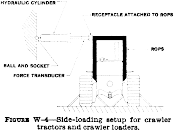 HYDRAULIC CYLINDER
RECEPTACLE ATTACHED TO ROPS
ROPS
BALL AND SOCKET
FORCE TRANSDUCER
FIGURE W-4—Side-loading setup for crawler
tractors and crawler loaders.